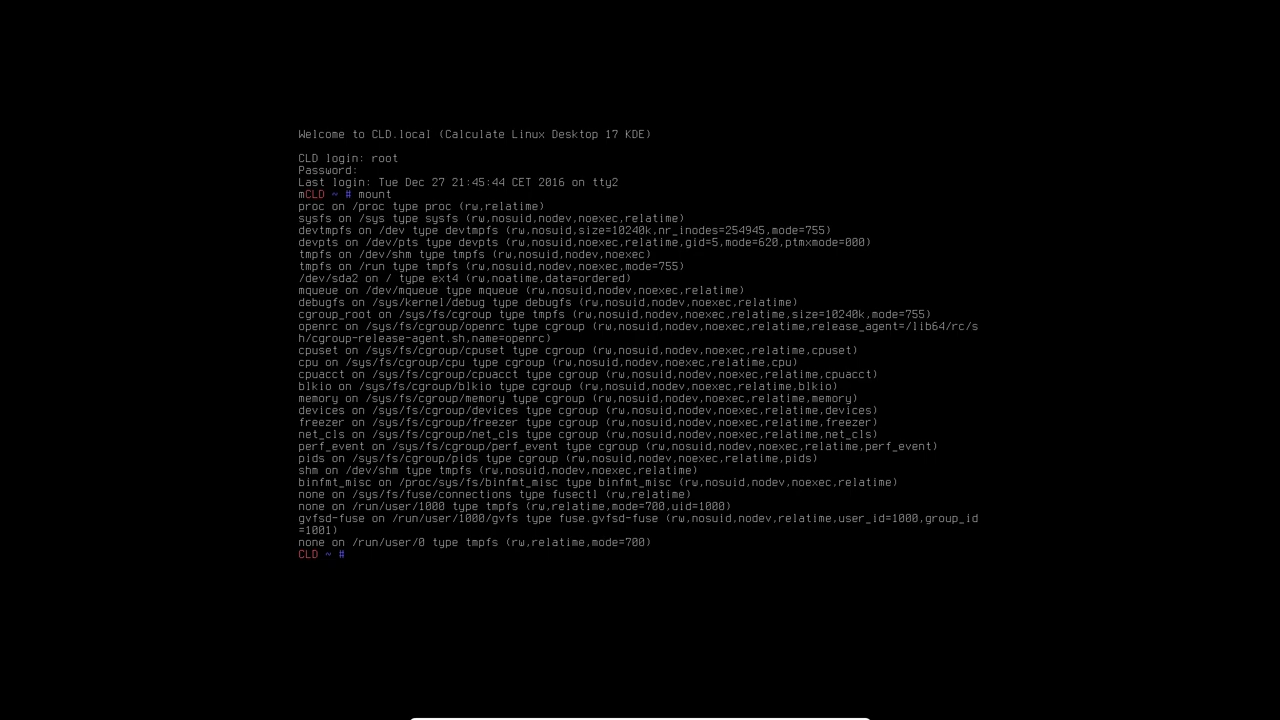 Welcome to CLD.local (Calculate Linux Desktop 17 KDE)
CLD login: root
Password:
Last login: Tue Dec 27 21:45:44 CET 2016 on tty2
mCLD ~ # mount
proc on /proc type proc (rw,relatime)
sysfs on /sys type sysfs (rw,nosuid,nodev,noexec,relatime)
devtmpfs on /dev type devtmpfs (rw,nosuid,size=10240k,nr_inodes=254945,mode=755)
devpts on /dev/pts type devpts (rw,nosuid,noexec,relatime,gid=5,mode=620,ptmxmode=000)
tmpfs on /dev/shm type tmpfs (rw,nosuid,nodev,noexec)
tmpfs on /run type tmpfs (rw,nosuid,nodev,noexec,mode=755)
/dev/sda2 on / type ext4 (rw,noatime,data=ordered)
mqueue on /dev/mqueue type mqueue (rw,nosuid,nodev,noexec,relatime)
debugfs on /sys/kernel/debug type debugfs (rw,nosuid,nodev,noexec,relatime)
cgroup_root on /sys/fs/cgroup type tmpfs (rw,nosuid,nodev,noexec,relatime,size=10240k,mode=755)
openrc on /sys/fs/cgroup/openrc type cgroup (rw,nosuid,nodev,noexec,relatime,release_agent=/lib64/rc/s
h/cgroup-release-agent.sh,name=openrc)
cpuset on /sys/fs/cgroup/cpuset type cgroup (rw,nosuid,nodev,noexec,relatime,cpuset)
cpu on /sys/fs/cgroup/cpu type cgroup (rw,nosuid,nodev,noexec,relatime,cpu)
cpuacct on /sys/fs/cgroup/cpuacct type cgroup (rw,nosuid,nodev,noexec,relatime,cpuacct)
blkio on /sys/fs/cgroup/blkio type cgroup (rw,nosuid,nodev,noexec,relatime,blkio)
memory on /sys/fs/cgroup/memory type cgroup (rw,nosuid,nodev,noexec,relatime,memory)
devices on /sys/fs/cgroup/devices type cgroup (rw,nosuid,nodev,noexec,relatime,devices)
freezer on /sys/fs/cgroup/freezer type cgroup (rw,nosuid,nodev,noexec,relatime,freezer)
net_cls on /sys/fs/cgroup/net_cls type cgroup (rw,nosuid,nodev,noexec,relatime,net_cls)
perf_event on /sys/fs/cgroup/perf_event type cgroup (rw,nosuid,nodev,noexec,relatime,perf_event)
pids on /sys/fs/cgroup/pids type cgroup (rw,nosuid,nodev,noexec,relatime,pids)
shm on /dev/shm type tmpfs (rw,nosuid,nodev,noexec,relatime)
binfmt_misc on /proc/sys/fs/binfmt_misc type binfmt_misc (rw,nosuid,nodev,noexec,relatime)
none on /sys/fs/fuse/connections type fusectl (rw,relatime)
none on /run/user/1000 type tmpfs (rw,relatime,mode=700,uid=1000)
gvfsd-fuse on /run/user/1000/gvfs type fuse.gvfsd-fuse (rw,nosuid,nodev,relatime,user_id=1000,group_id
=1001)
none on /run/user/0 type tmpfs (rw,relatime,mode=700)
CLD ~ #